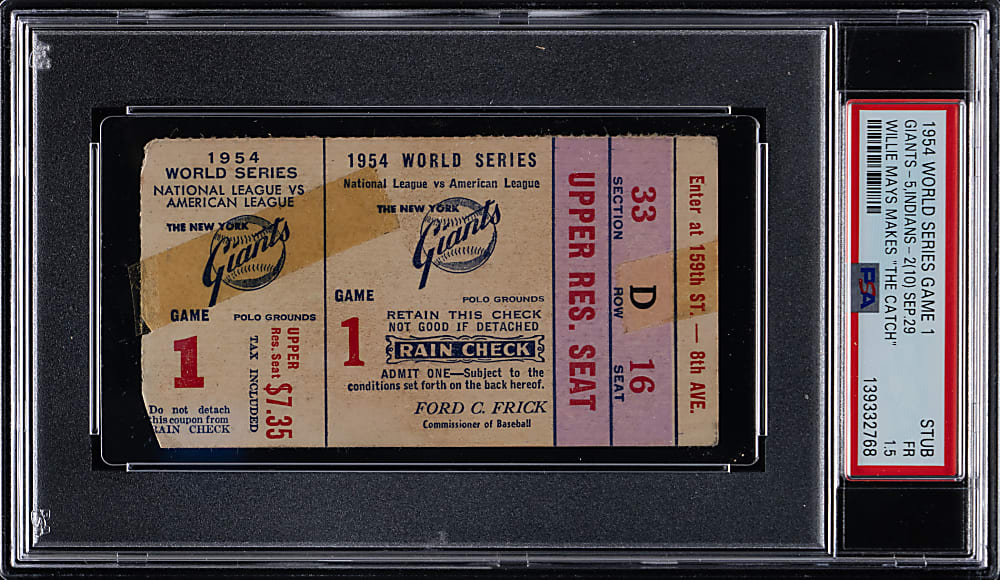 1954
WORLD SERIES
NATIONAL LEAGUE VS
AMERICAN LEAGUE
THE NEW YORK
Giants
GAME
POLO GROUNDS
1
UPPER
Res. Seat $7.35
TAX INCLUDED
Do not detach
this coupon from
RAIN CHECK
1954 WORLD SERIES
National League vs American League
THE NEW YORK
Giants
GAME
1
POLO GROUNDS
RETAIN THIS CHECK
NOT GOOD IF DETACHED
RAIN CHECK
ADMIT ONE—Subject to the
conditions set forth on the back hereof.
FORD C. FRICK
Commissioner of Baseball
UPPER RES. SEAT
33 D 16
SECTION ROW SEAT
Enter at 159th ST. — 8th AVE.
1954 WORLD SERIES GAME 1
GIANTS - 5,INDIANS - 2(10) SEP.29
WILLIE MAYS MAKES "THE CATCH"
STUB
FR
1.5
139332768
PSA